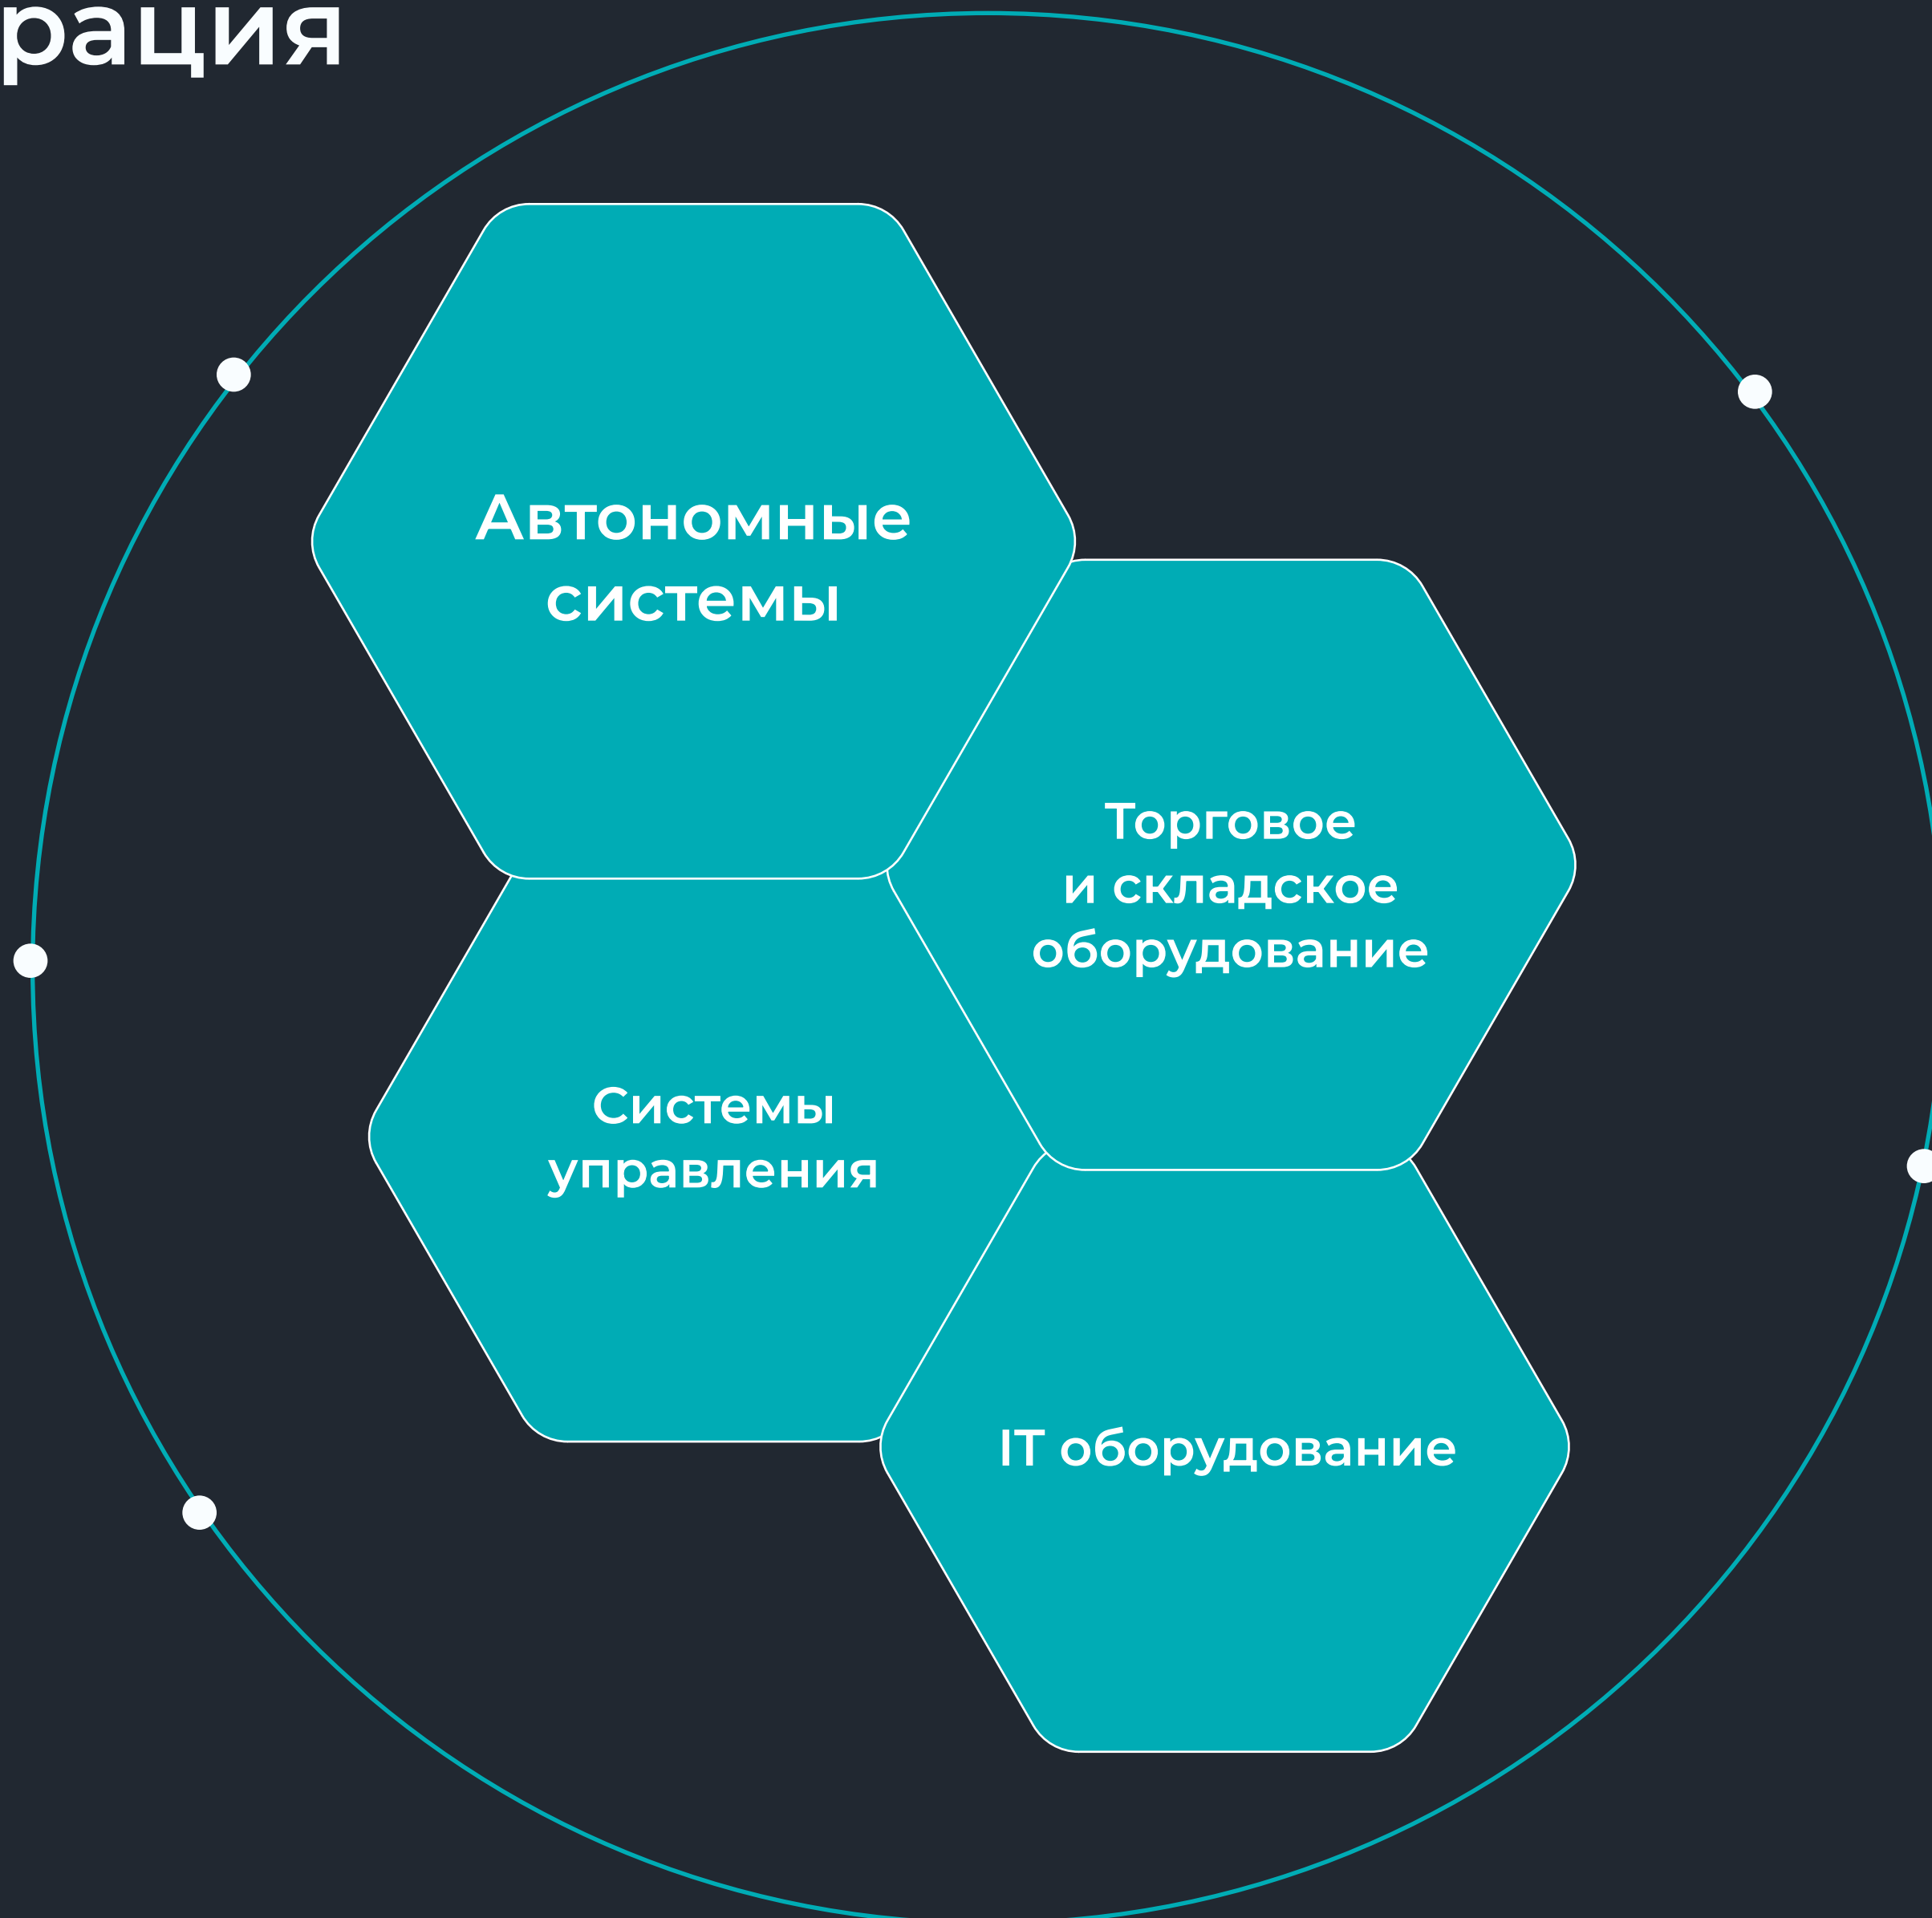 рация
Автономные
системы
Торговое
и складское
оборудование
Системы
управления
IT оборудование